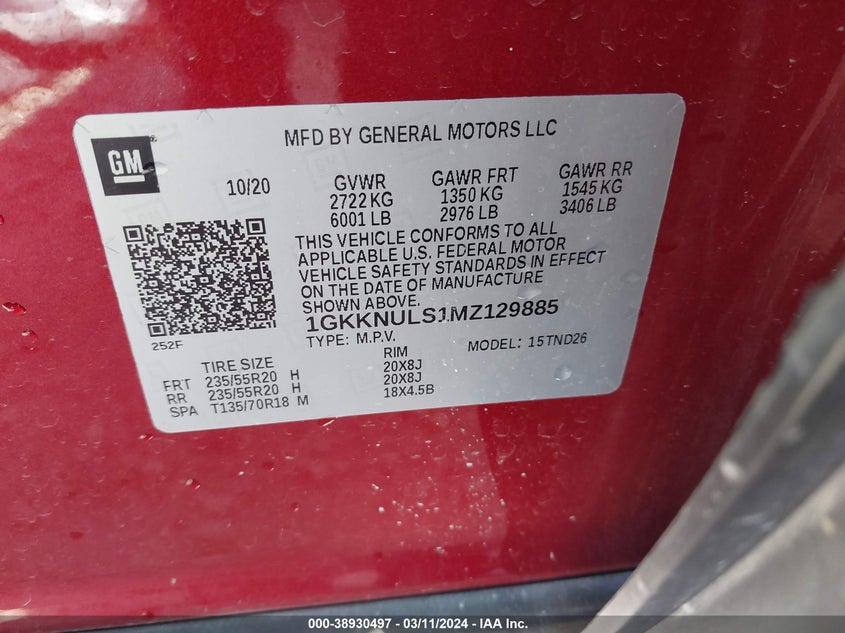 GM
MFD BY GENERAL MOTORS LLC
10/20 GVWR GAWR FRT GAWR RR
2722 KG 1350 KG 1545 KG
6001 LB 2976 LB 3406 LB
THIS VEHICLE CONFORMS TO ALL
APPLICABLE U.S. FEDERAL MOTOR
VEHICLE SAFETY STANDARDS IN EFFECT
ON THE DATE OF MANUFACTURE
SHOWN ABOVE.
1GKKNULS1MZ129885
252F
TYPE: M.P.V. MODEL: 15TND26
TIRE SIZE RIM
FRT 235/55R20 H 20X8J
RR 235/55R20 H 20X8J
SPA T135/70R18 M 18X4.5B
000-38930497 - 03/11/2024 - IAA Inc.